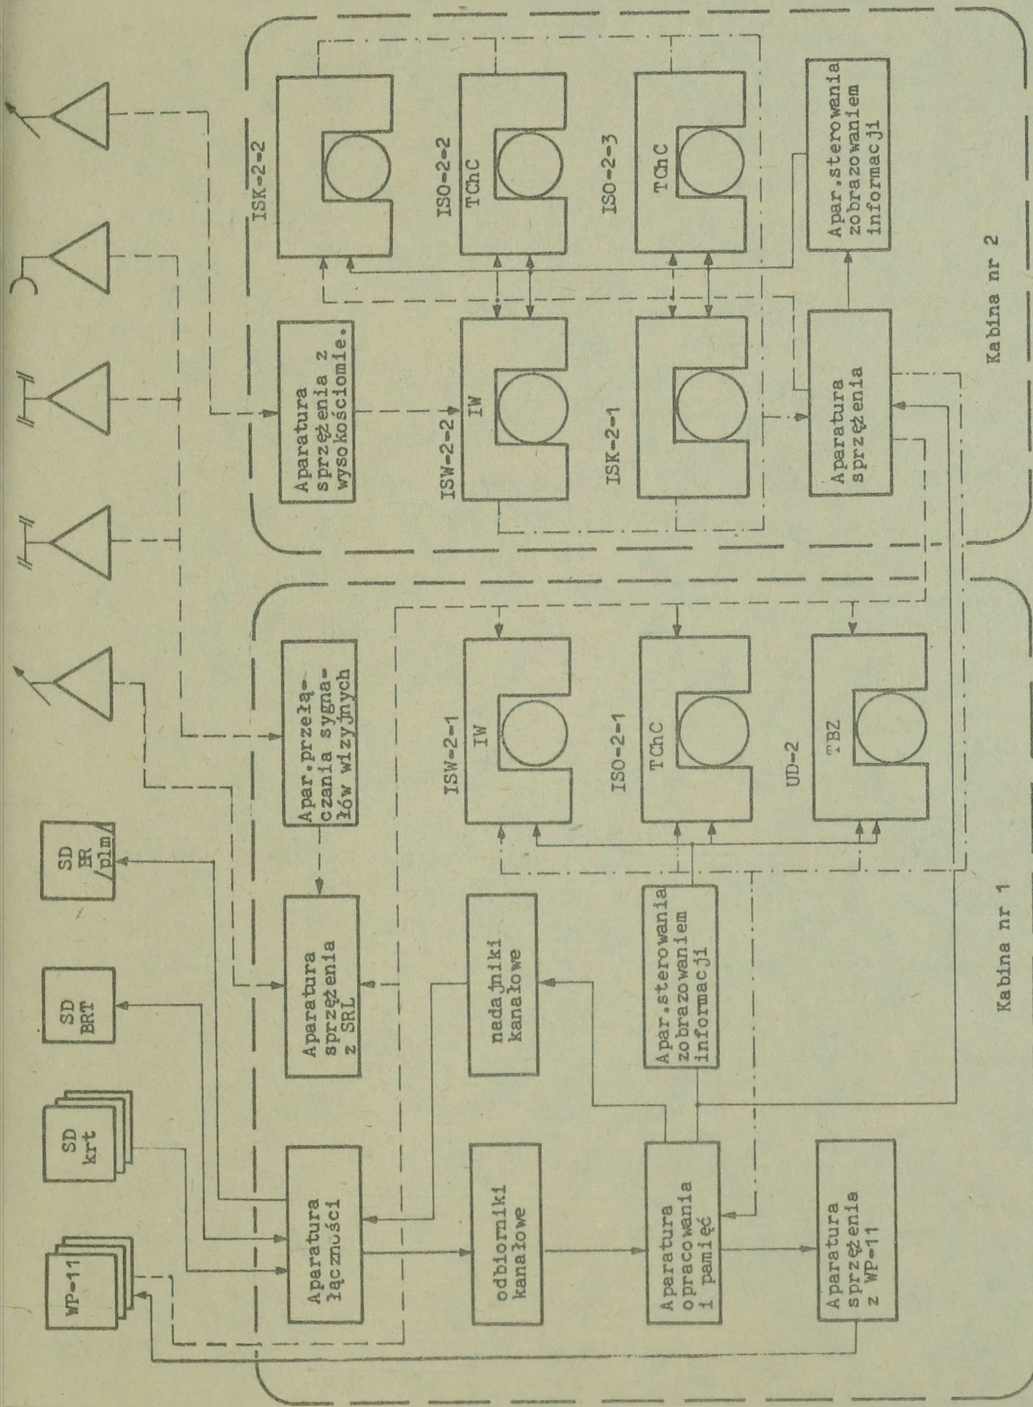 WP-11
SD
krt
SD
BRT
SD
BR
/plm/
Aparatura
łączności
Aparatura
sprzężenia
z SRL
Apar.przełą-
czania sygna-
łów wizyjnych
odbiorniki
kanałowe
nadajniki
kanałowe
ISW-2-1
IW
Aparatura
opracowania
i pamięć
Apar.sterowania
zobrazowaniem
informacji
ISO-2-1
TChC
Aparatura
sprzężenia
z WP-11
UD-2
TBZ
Kabina nr 1
Aparatura
sprzężenia z
wysokościomie.
ISK-2-2
ISW-2-2
IW
ISO-2-2
TChC
ISK-2-1
ISO-2-3
TChC
Aparatura
sprzężenia
Apar.sterowania
zobrazowaniem
informacji
Kabina nr 2